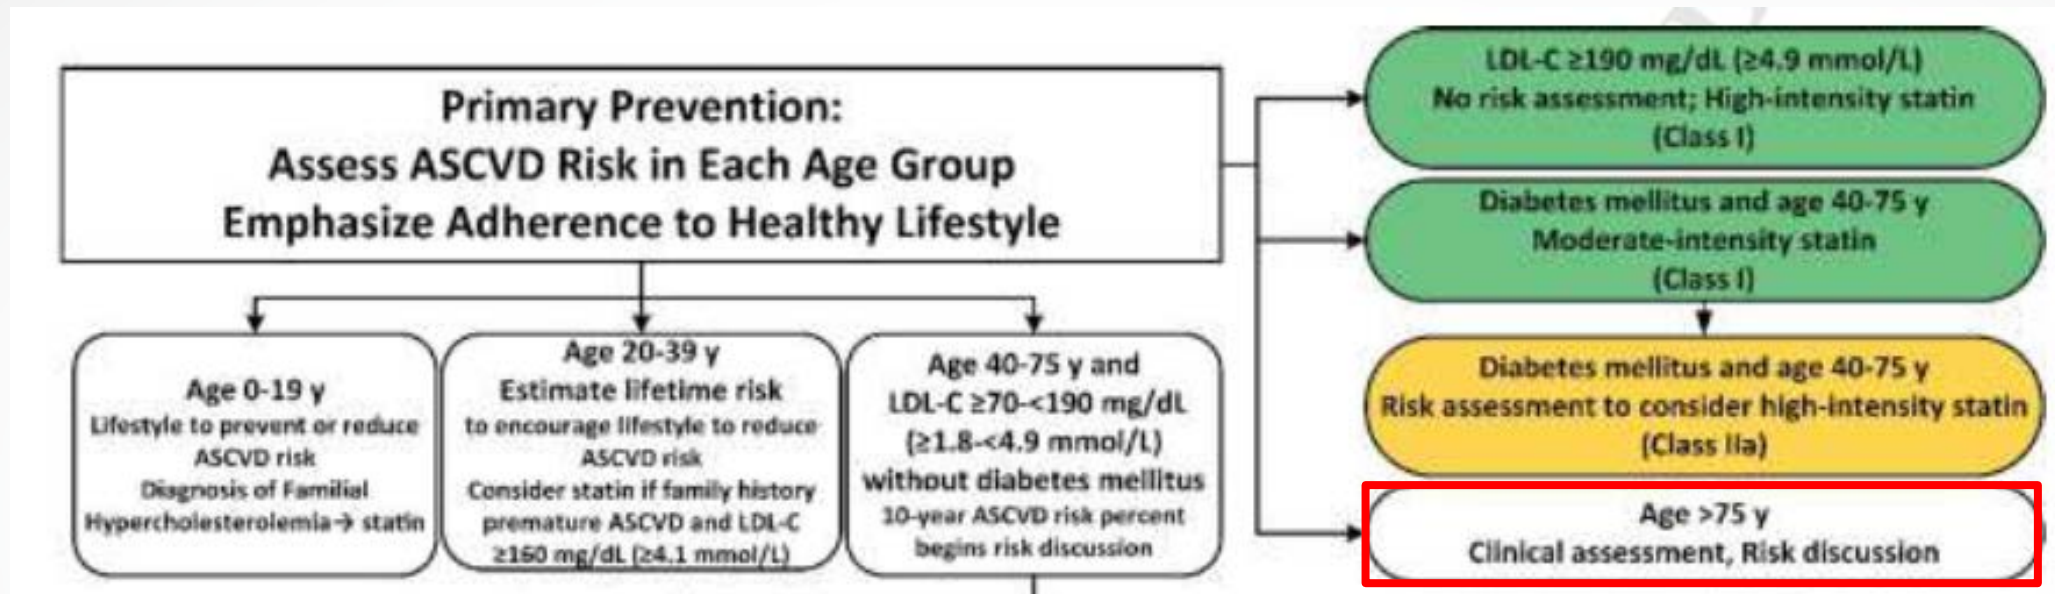 Primary Prevention:
Assess ASCVD Risk in Each Age Group
Emphasize Adherence to Healthy Lifestyle
Age 0-19 y
Lifestyle to prevent or reduce
ASCVD risk
Diagnosis of Familial
Hypercholesterolemia→ statin
Age 20-39 y
Estimate lifetime risk
to encourage lifestyle to reduce
ASCVD risk
Consider statin if family history
premature ASCVD and LDL-C
≥160 mg/dL (≥4.1 mmol/L)
Age 40-75 y and
LDL-C ≥70-<190 mg/dL
(≥1.8-<4.9 mmol/L)
without diabetes mellitus
10-year ASCVD risk percent
begins risk discussion
LDL-C ≥190 mg/dL (≥4.9 mmol/L)
No risk assessment; High-intensity statin
(Class I)
Diabetes mellitus and age 40-75 y
Moderate-intensity statin
(Class I)
Diabetes mellitus and age 40-75 y
Risk assessment to consider high-intensity statin
(Class IIa)
Age >75 y
Clinical assessment, Risk discussion